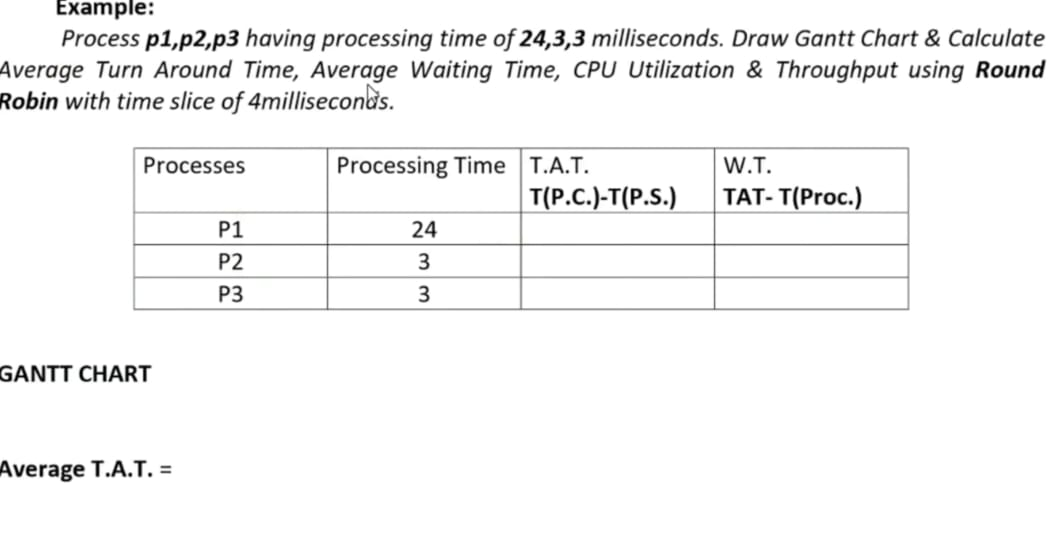 Example:
Process p1,p2,p3 having processing time of 24,3,3 milliseconds. Draw Gantt Chart & Calculate
Average Turn Around Time, Average Waiting Time, CPU Utilization & Throughput using Round
Robin with time slice of 4milliseconds.
Processes Processing Time T.A.T. W.T.
T(P.C.)-T(P.S.) TAT- T(Proc.)
P1 24
P2 3
P3 3
GANTT CHART
Average T.A.T. =